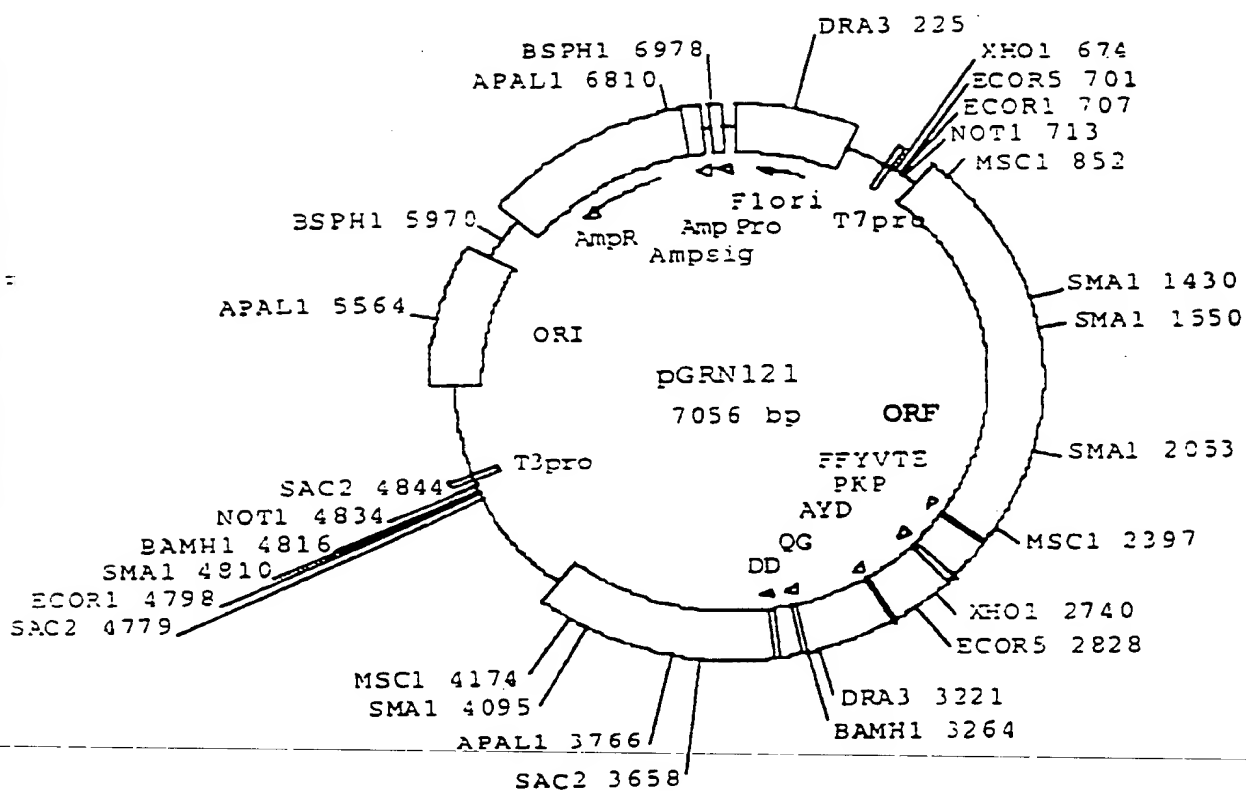 DRA3 225
BSPH1 6978
APAL1 6810
XHO1 674
ECOR5 701
ECOR1 707
NOT1 713
MSC1 852
F1ori
T7pro
Amp Pro
AmpR
Ampsig
BSPH1 5970
APAL1 5564
ORI
SMA1 1430
SMA1 1550
pGRN121
7056 bp
ORF
SMA1 2053
FFYVTE
PKP
AYD
QG
DD
T3pro
SAC2 4844
NOT1 4834
BAMH1 4816
SMA1 4810
ECOR1 4798
SAC2 4779
MSC1 2397
XHO1 2740
ECOR5 2828
MSC1 4174
SMA1 4095
DRA3 3221
BAMH1 3264
APAL1 3766
SAC2 3658